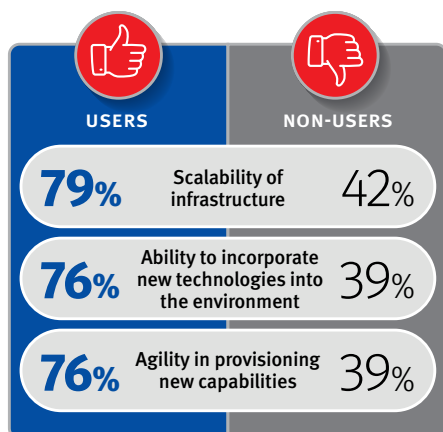 USERS
NON-USERS
79%
Scalability of
infrastructure
42%
76%
Ability to incorporate
new technologies into
the environment
39%
76%
Agility in provisioning
new capabilities
39%